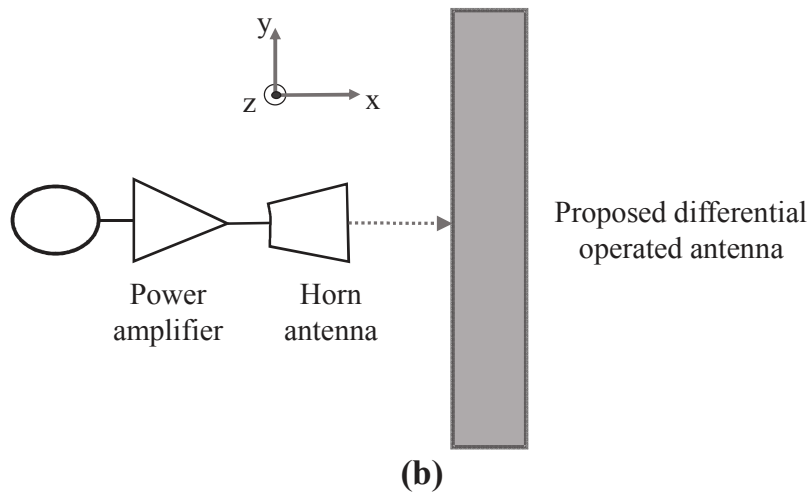 y
z
x
Proposed differential
operated antenna
Power
amplifier
Horn
antenna
(b)